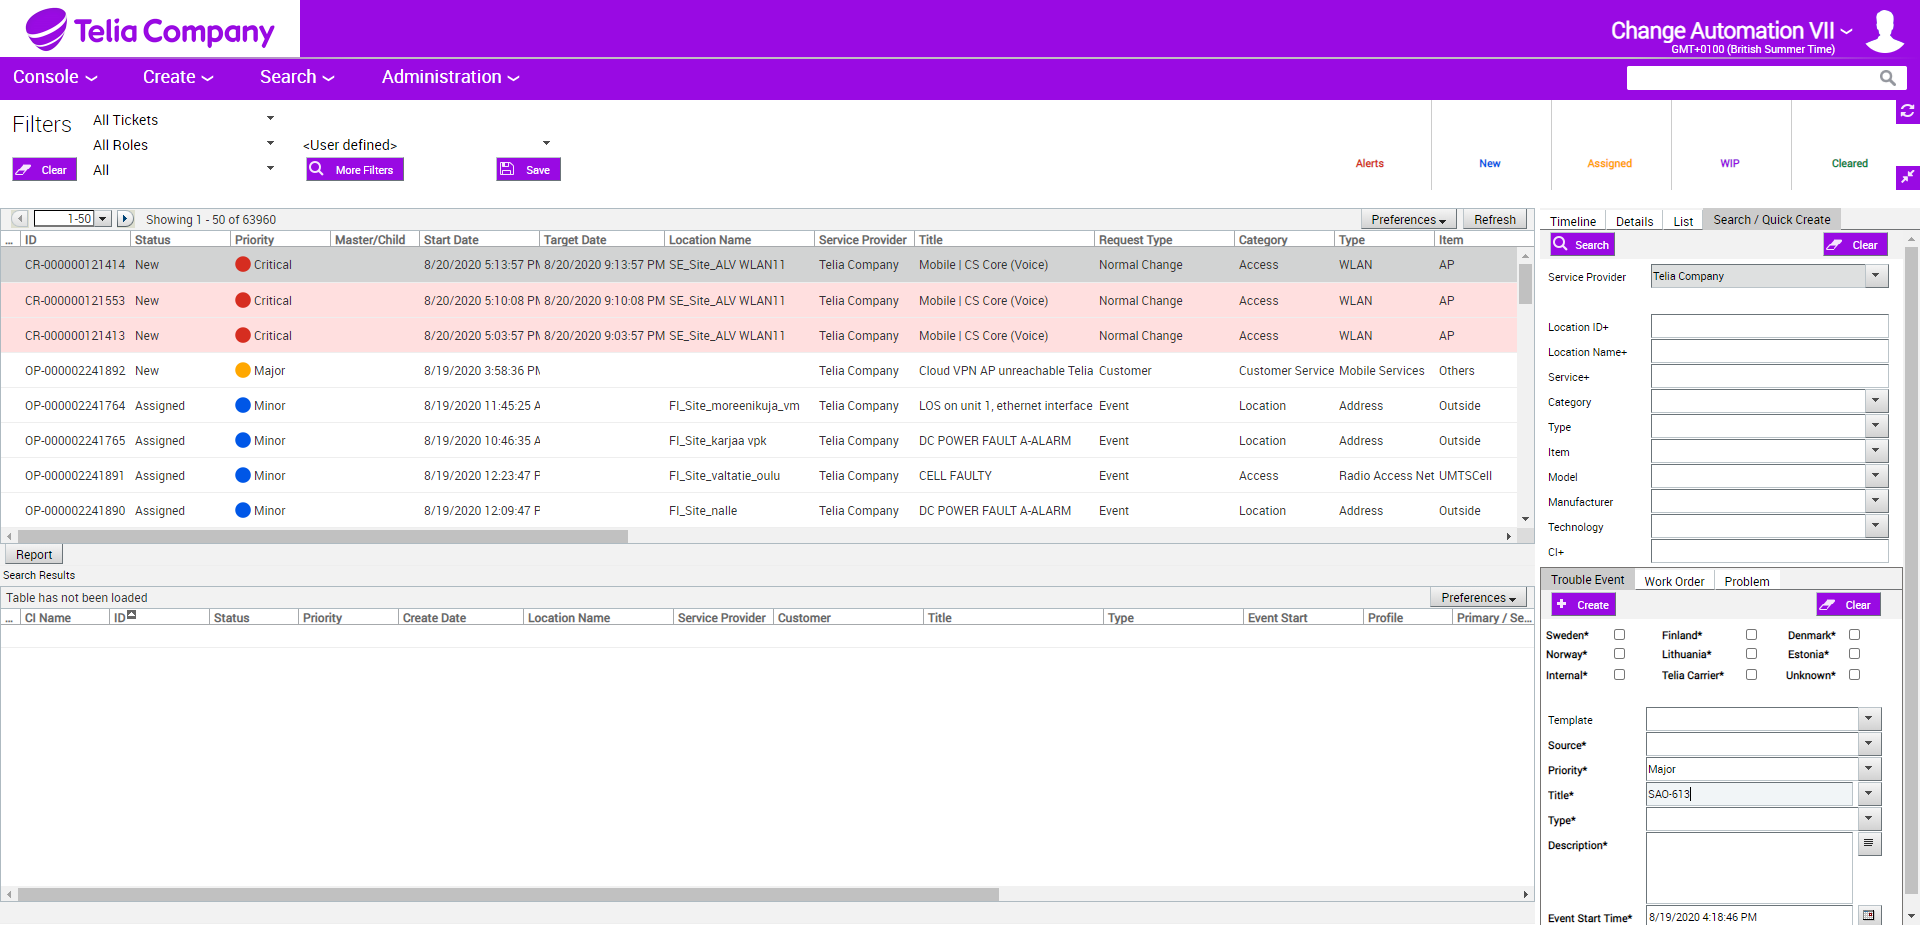 Telia Company
Change Automation VII
GMT+0100 (British Summer Time)
Console Create Search Administration
Filters All Tickets
All Roles <User defined>
Clear All More Filters Save
Alerts New Assigned WIP Cleared
1-50 Showing 1 - 50 of 63960 Preferences Refresh
... ID Status Priority Master/Child Start Date Target Date Location Name Service Provider Title Request Type Category Type Item
CR-000000121414 New Critical 8/20/2020 5:13:57 PM 8/20/2020 9:13:57 PM SE_Site_ALV WLAN11 Telia Company Mobile | CS Core (Voice) Normal Change Access WLAN AP
CR-000000121553 New Critical 8/20/2020 5:10:08 PM 8/20/2020 9:10:08 PM SE_Site_ALV WLAN11 Telia Company Mobile | CS Core (Voice) Normal Change Access WLAN AP
CR-000000121413 New Critical 8/20/2020 5:03:57 PM 8/20/2020 9:03:57 PM SE_Site_ALV WLAN11 Telia Company Mobile | CS Core (Voice) Normal Change Access WLAN AP
OP-000002241892 New Major 8/19/2020 3:58:36 PM Telia Company Cloud VPN AP unreachable Telia Customer Customer Service Mobile Services Others
OP-000002241764 Assigned Minor 8/19/2020 11:45:25 A FI_Site_moreenikuja_vm Telia Company LOS on unit 1, ethernet interface Event Location Address Outside
OP-000002241765 Assigned Minor 8/19/2020 10:46:35 A FI_Site_karjaa vpk Telia Company DC POWER FAULT A-ALARM Event Location Address Outside
OP-000002241891 Assigned Minor 8/19/2020 12:23:47 P FI_Site_valtatie_oulu Telia Company CELL FAULTY Event Access Radio Access Net UMTSCell
OP-000002241890 Assigned Minor 8/19/2020 12:09:47 P FI_Site_nalle Telia Company DC POWER FAULT A-ALARM Event Location Address Outside
Report
Search Results
Table has not been loaded Preferences
... CI Name ID Status Priority Create Date Location Name Service Provider Customer Title Type Event Start Profile Primary / Se...
Timeline Details List Search / Quick Create
Search Clear
Service Provider Telia Company
Location ID+
Location Name+
Service+
Category
Type
Item
Model
Manufacturer
Technology
CI+
Trouble Event Work Order Problem
Create Clear
Sweden* Finland* Denmark*
Norway* Lithuania* Estonia*
Internal* Telia Carrier* Unknown*
Template
Source*
Priority* Major
Title* SAO-613
Type*
Description*
Event Start Time* 8/19/2020 4:18:46 PM